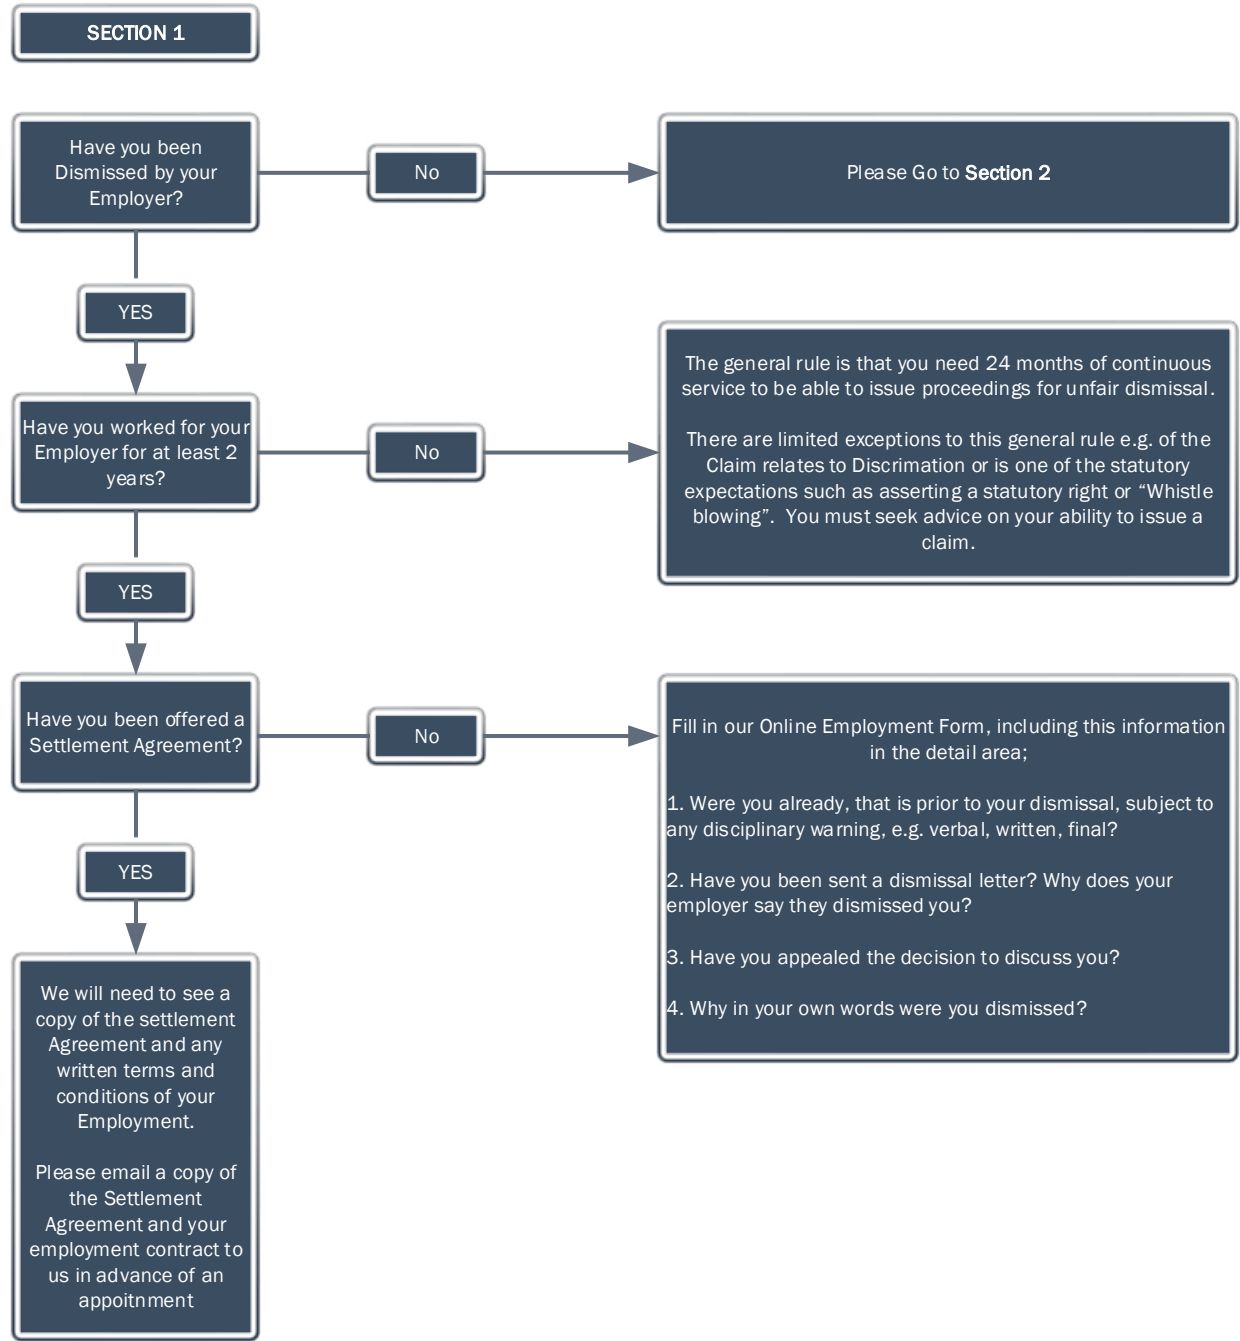 SECTION 1
Have you been
Dismissed by your
Employer?
No
Please Go to Section 2
YES
Have you worked for your
Employer for at least 2
years?
No
The general rule is that you need 24 months of continuous
service to be able to issue proceedings for unfair dismissal.
There are limited exceptions to this general rule e.g. of the
Claim relates to Discrimation or is one of the statutory
expectations such as asserting a statutory right or “Whistle
blowing”. You must seek advice on your ability to issue a
claim.
YES
Have you been offered a
Settlement Agreement?
No
Fill in our Online Employment Form, including this information
in the detail area;
1. Were you already, that is prior to your dismissal, subject to
any disciplinary warning, e.g. verbal, written, final?
2. Have you been sent a dismissal letter? Why does your
employer say they dismissed you?
3. Have you appealed the decision to discuss you?
4. Why in your own words were you dismissed?
YES
We will need to see a
copy of the settlement
Agreement and any
written terms and
conditions of your
Employment.
Please email a copy of
the Settlement
Agreement and your
employment contract to
us in advance of an
appoitnment